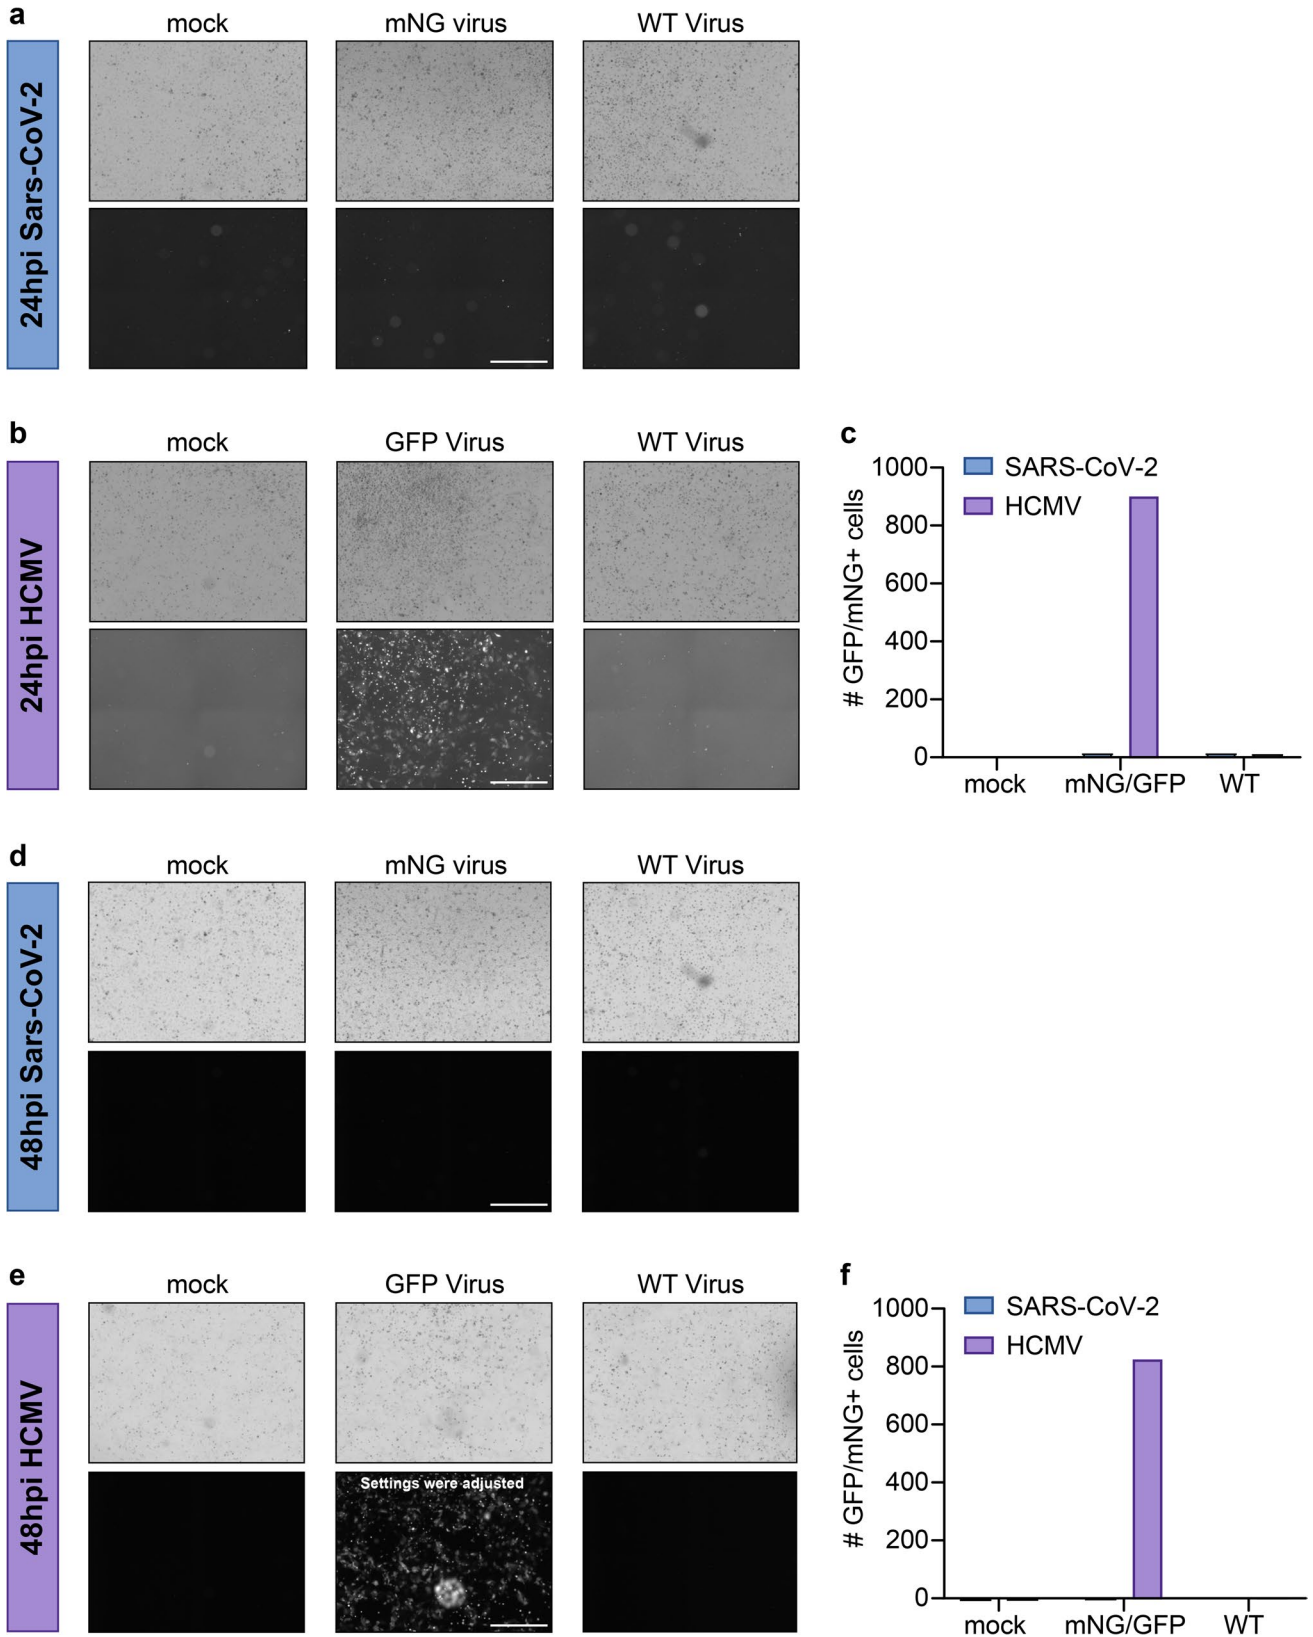 a
mock
mNG virus
WT Virus
24hpi Sars-CoV-2
b
mock
GFP Virus
WT Virus
24hpi HCMV
c
SARS-CoV-2
HCMV
# GFP/mNG+ cells
1000
800
600
400
200
0
mock
mNG/GFP
WT
d
mock
mNG virus
WT Virus
48hpi Sars-CoV-2
e
mock
GFP Virus
WT Virus
48hpi HCMV
Settings were adjusted
f
SARS-CoV-2
HCMV
# GFP/mNG+ cells
1000
800
600
400
200
0
mock
mNG/GFP
WT